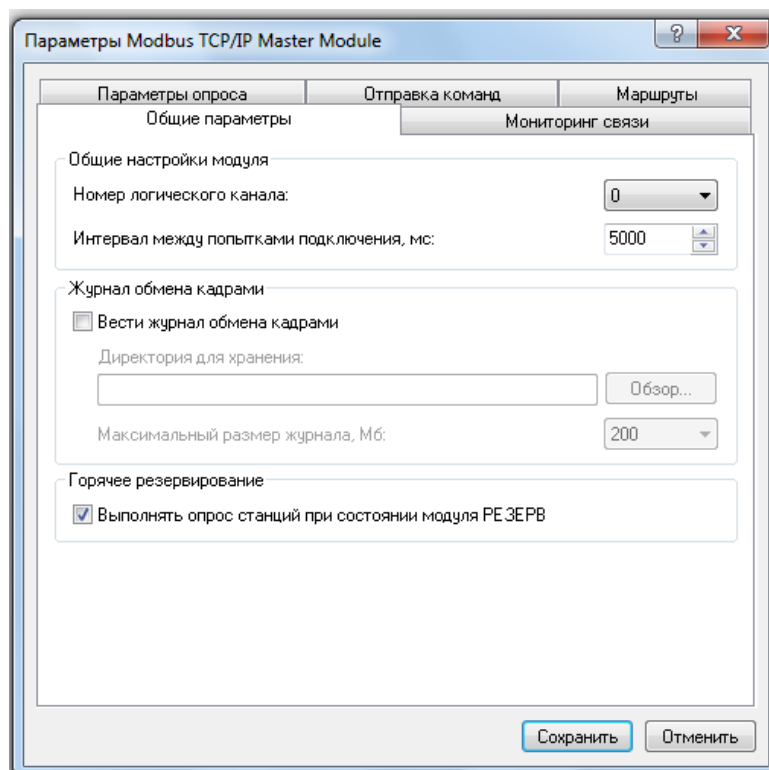 Параметры Modbus TCP/IP Master Module
Параметры опроса Отправка команд Маршруты
Общие параметры Мониторинг связи
Общие настройки модуля
Номер логического канала: 0
Интервал между попытками подключения, мс: 5000
Журнал обмена кадрами
Вести журнал обмена кадрами
Директория для хранения:
Обзор...
Максимальный размер журнала, Мб: 200
Горячее резервирование
Выполнять опрос станций при состоянии модуля РЕЗЕРВ
Сохранить Отменить